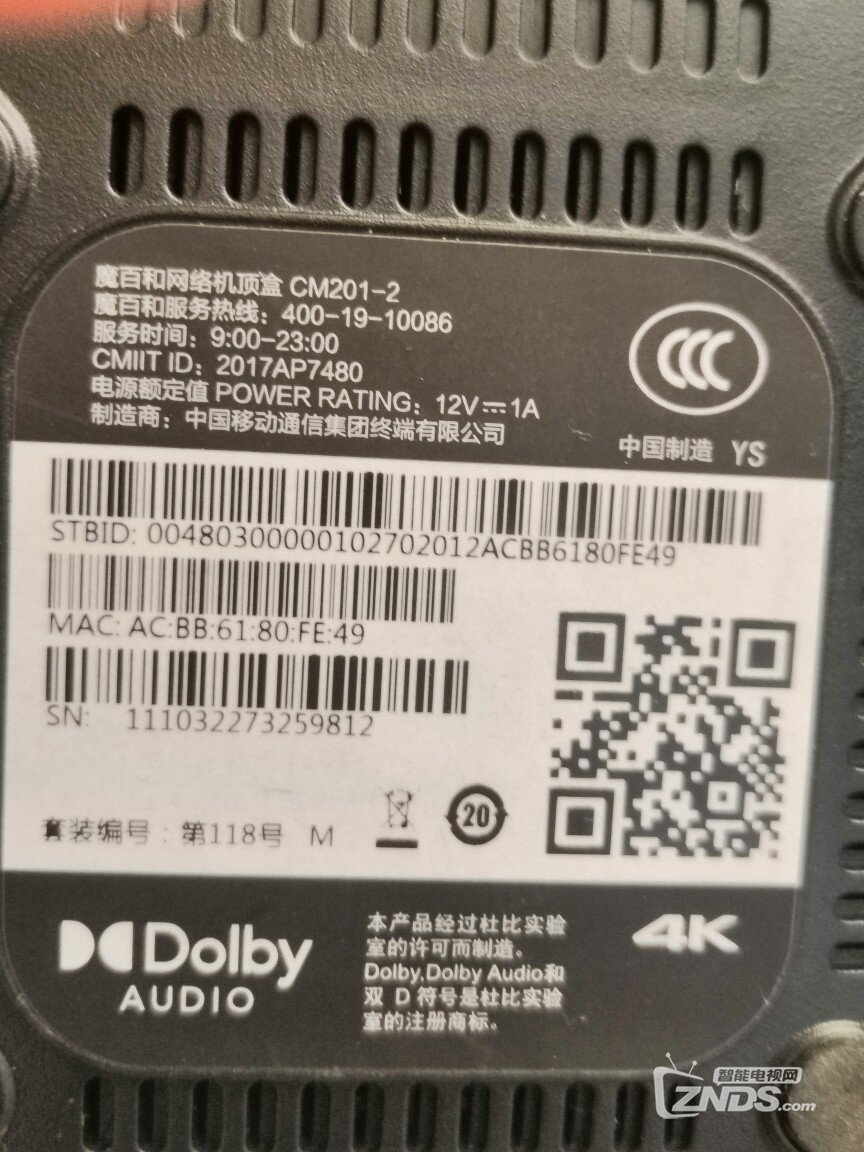 魔百和网络机顶盒 CM201-2
魔百和服务热线：400-19-10086
服务时间：9:00-23:00
CMIIT ID：2017AP7480
电源额定值 POWER RATING：12V⎓1A
制造商：中国移动通信集团终端有限公司
CCC
中国制造 YS
STBID: 00480300000102702012ACBB6180FE49
MAC: AC:BB:61:80:FE:49
SN: 111032273259812
套装编号：第118号 M
20
Dolby
AUDIO
本产品经过杜比实验
室的许可而制造。
Dolby,Dolby Audio和
双 D 符号是杜比实验
室的注册商标。
4K
智能电视网
ZNDS.com